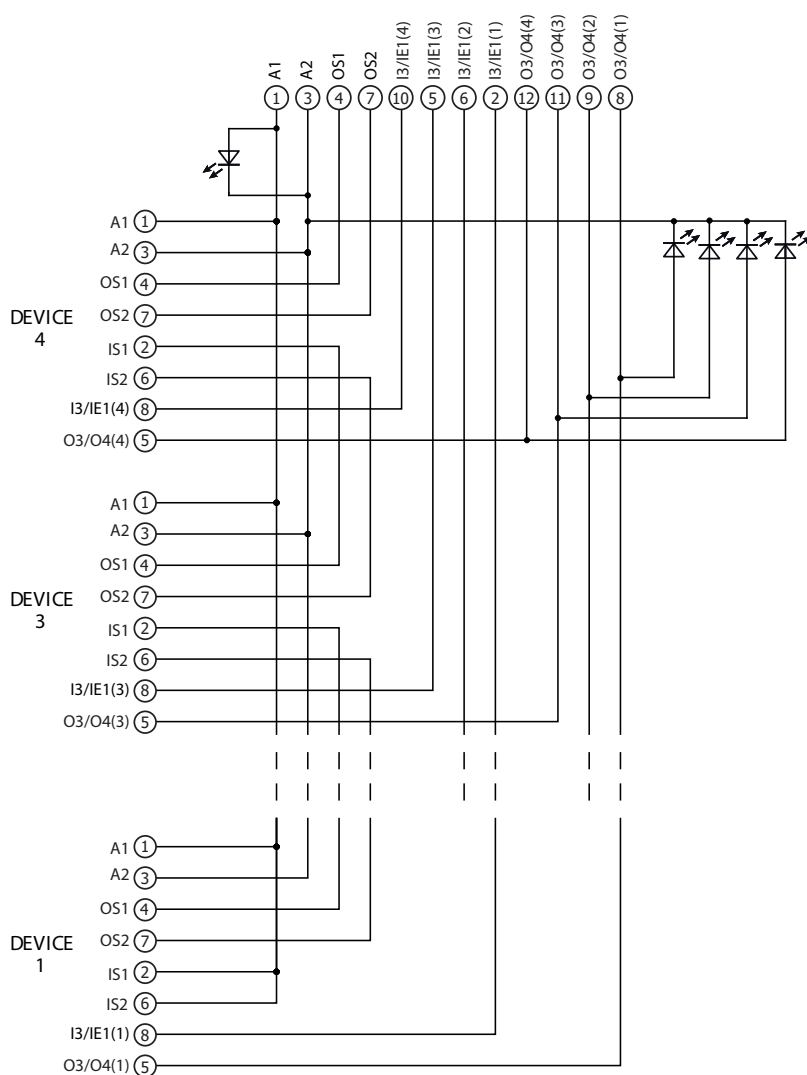 A1
A2
OS1
OS2
I3/IE1(4)
I3/IE1(3)
I3/IE1(2)
I3/IE1(1)
O3/O4(4)
O3/O4(3)
O3/O4(2)
O3/O4(1)
1
3
4
7
10
5
6
2
12
11
9
8
DEVICE
4
A1 1
A2 3
OS1 4
OS2 7
IS1 2
IS2 6
I3/IE1(4) 8
O3/O4(4) 5
DEVICE
3
A1 1
A2 3
OS1 4
OS2 7
IS1 2
IS2 6
I3/IE1(3) 8
O3/O4(3) 5
DEVICE
1
A1 1
A2 3
OS1 4
OS2 7
IS1 2
IS2 6
I3/IE1(1) 8
O3/O4(1) 5